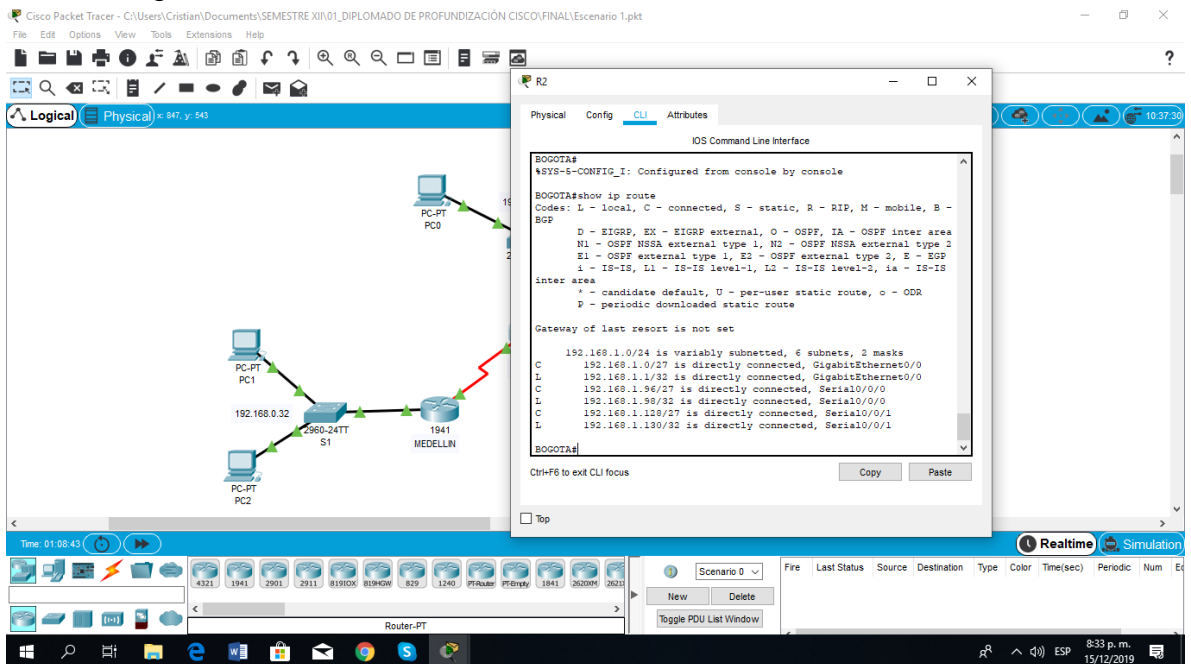 Cisco Packet Tracer - C:\Users\Cristian\Documents\SEMESTRE XII\01_DIPLOMADO DE PROFUNDIZACIÓN CISCO\FINAL\Escenario 1.pkt
File Edit Options View Tools Extensions Help
?
Logical
Physical
x: 847, y: 543
10:37:30
R2
Physical Config CLI Attributes
IOS Command Line Interface
BOGOTA#
%SYS-5-CONFIG_I: Configured from console by console
BOGOTA#show ip route
Codes: L - local, C - connected, S - static, R - RIP, M - mobile, B -
BGP
D - EIGRP, EX - EIGRP external, O - OSPF, IA - OSPF inter area
N1 - OSPF NSSA external type 1, N2 - OSPF NSSA external type 2
E1 - OSPF external type 1, E2 - OSPF external type 2, E - EGP
i - IS-IS, L1 - IS-IS level-1, L2 - IS-IS level-2, ia - IS-IS
inter area
* - candidate default, U - per-user static route, o - ODR
P - periodic downloaded static route
Gateway of last resort is not set
192.168.1.0/24 is variably subnetted, 6 subnets, 2 masks
C 192.168.1.0/27 is directly connected, GigabitEthernet0/0
L 192.168.1.1/32 is directly connected, GigabitEthernet0/0
C 192.168.1.96/27 is directly connected, Serial0/0/0
L 192.168.1.98/32 is directly connected, Serial0/0/0
C 192.168.1.128/27 is directly connected, Serial0/0/1
L 192.168.1.130/32 is directly connected, Serial0/0/1
BOGOTA#
Ctrl+F6 to exit CLI focus
Copy
Paste
Top
PC-PT
PC0
19
2
2
PC-PT
PC1
192.168.0.32
2960-24TT
S1
1941
MEDELLIN
PC-PT
PC2
Time: 01:08:43
Realtime
Simulation
4321 1941 2901 2911 819IOX 819HGW 829 1240 PT-Router PT-Empty 1841 2620XM 2621
Router-PT
Scenario 0
New
Delete
Toggle PDU List Window
Fire Last Status Source Destination Type Color Time(sec) Periodic Num Ed
ESP
8:33 p. m.
15/12/2019